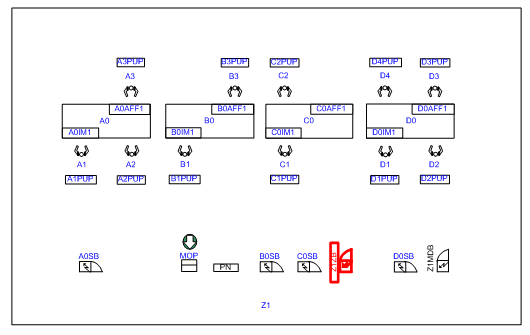 A3PUP B3PUP C2PUP D4PUP D3PUP
A3 B3 C2 D4 D3
A0AFF1 B0AFF1 C0AFF1 D0AFF1
A0 B0 C0 D0
A0IM1 B0IM1 C0IM1 D0IM1
A1 A2 B1 C1 D1 D2
A1PUP A2PUP B1PUP C1PUP D1PUP D2PUP
A0SB MOP PN B0SB C0SB Z1ZB D0SB Z1MDB
Z1